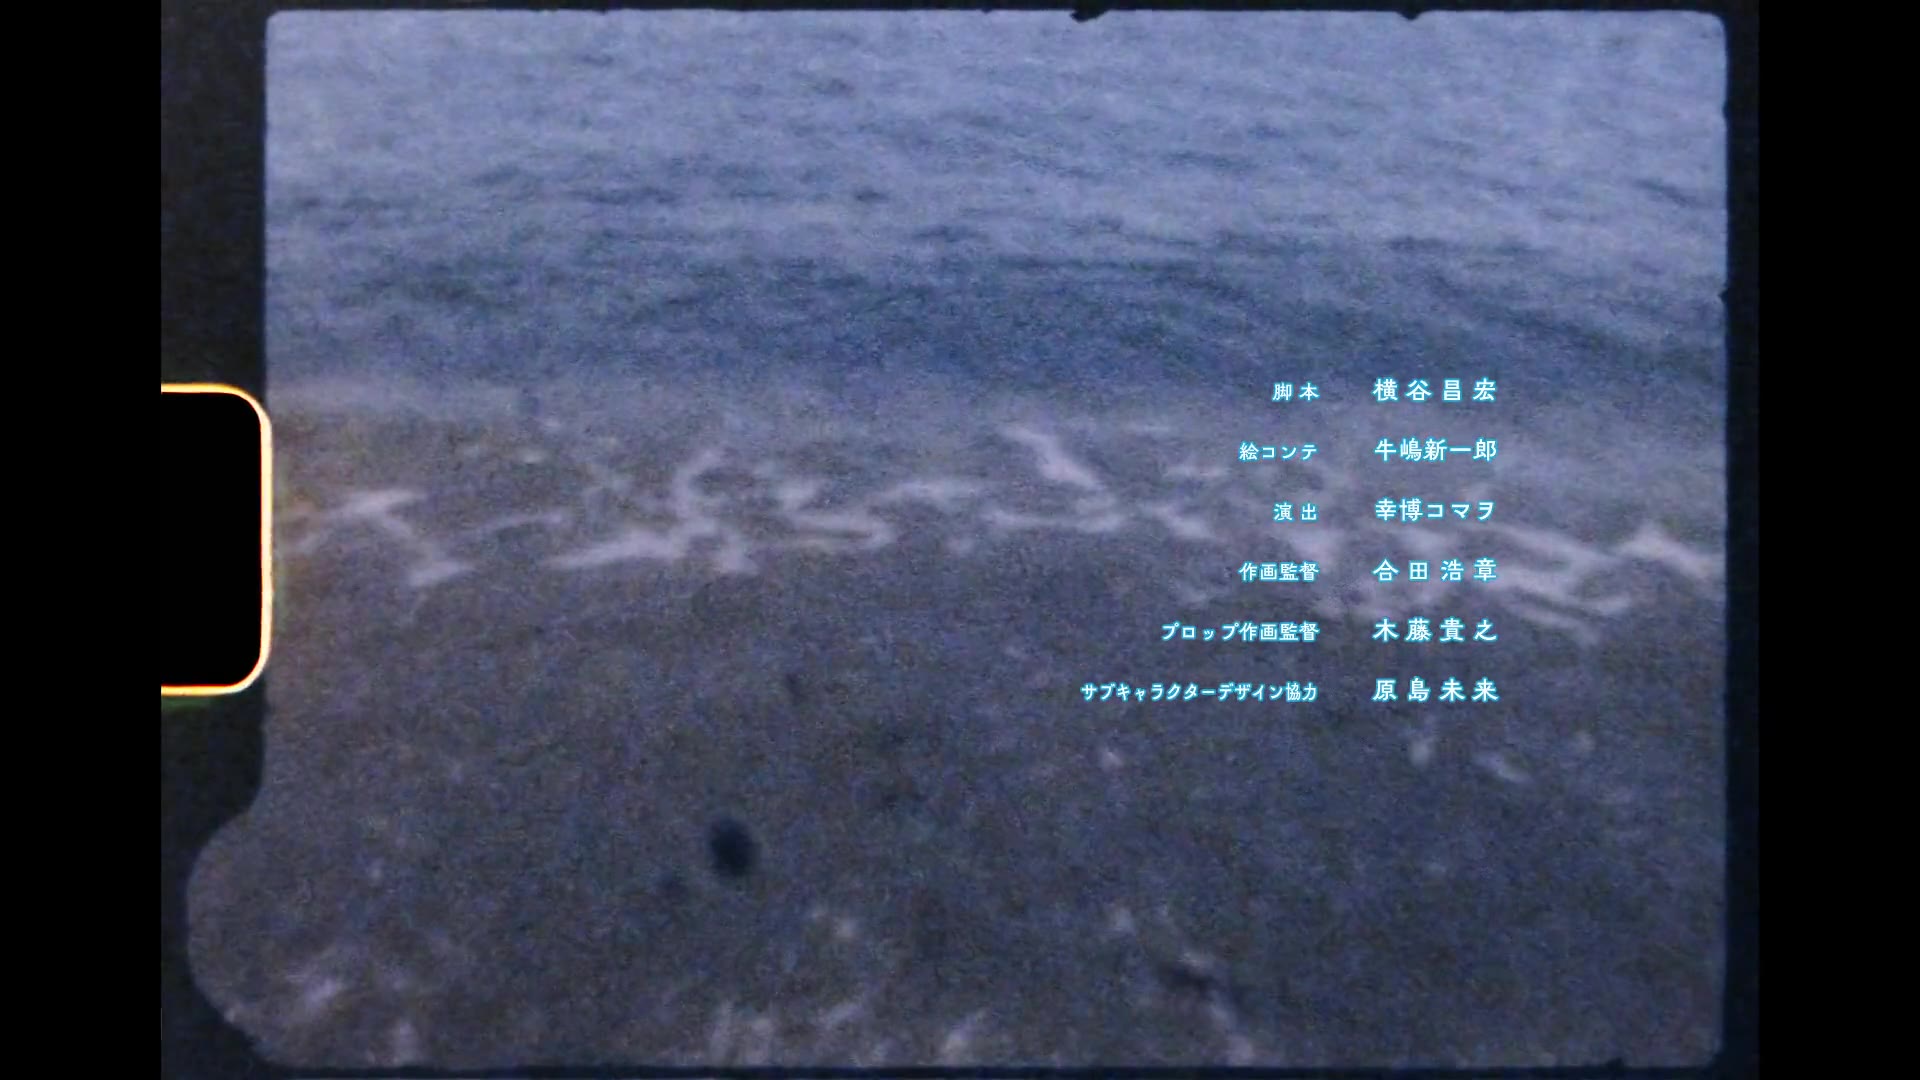 脚本 横谷昌宏
絵コンテ 牛嶋新一郎
演出 幸博コマヲ
作画監督 合田浩章
プロップ作画監督 木藤貴之
サブキャラクターデザイン協力 原島未来